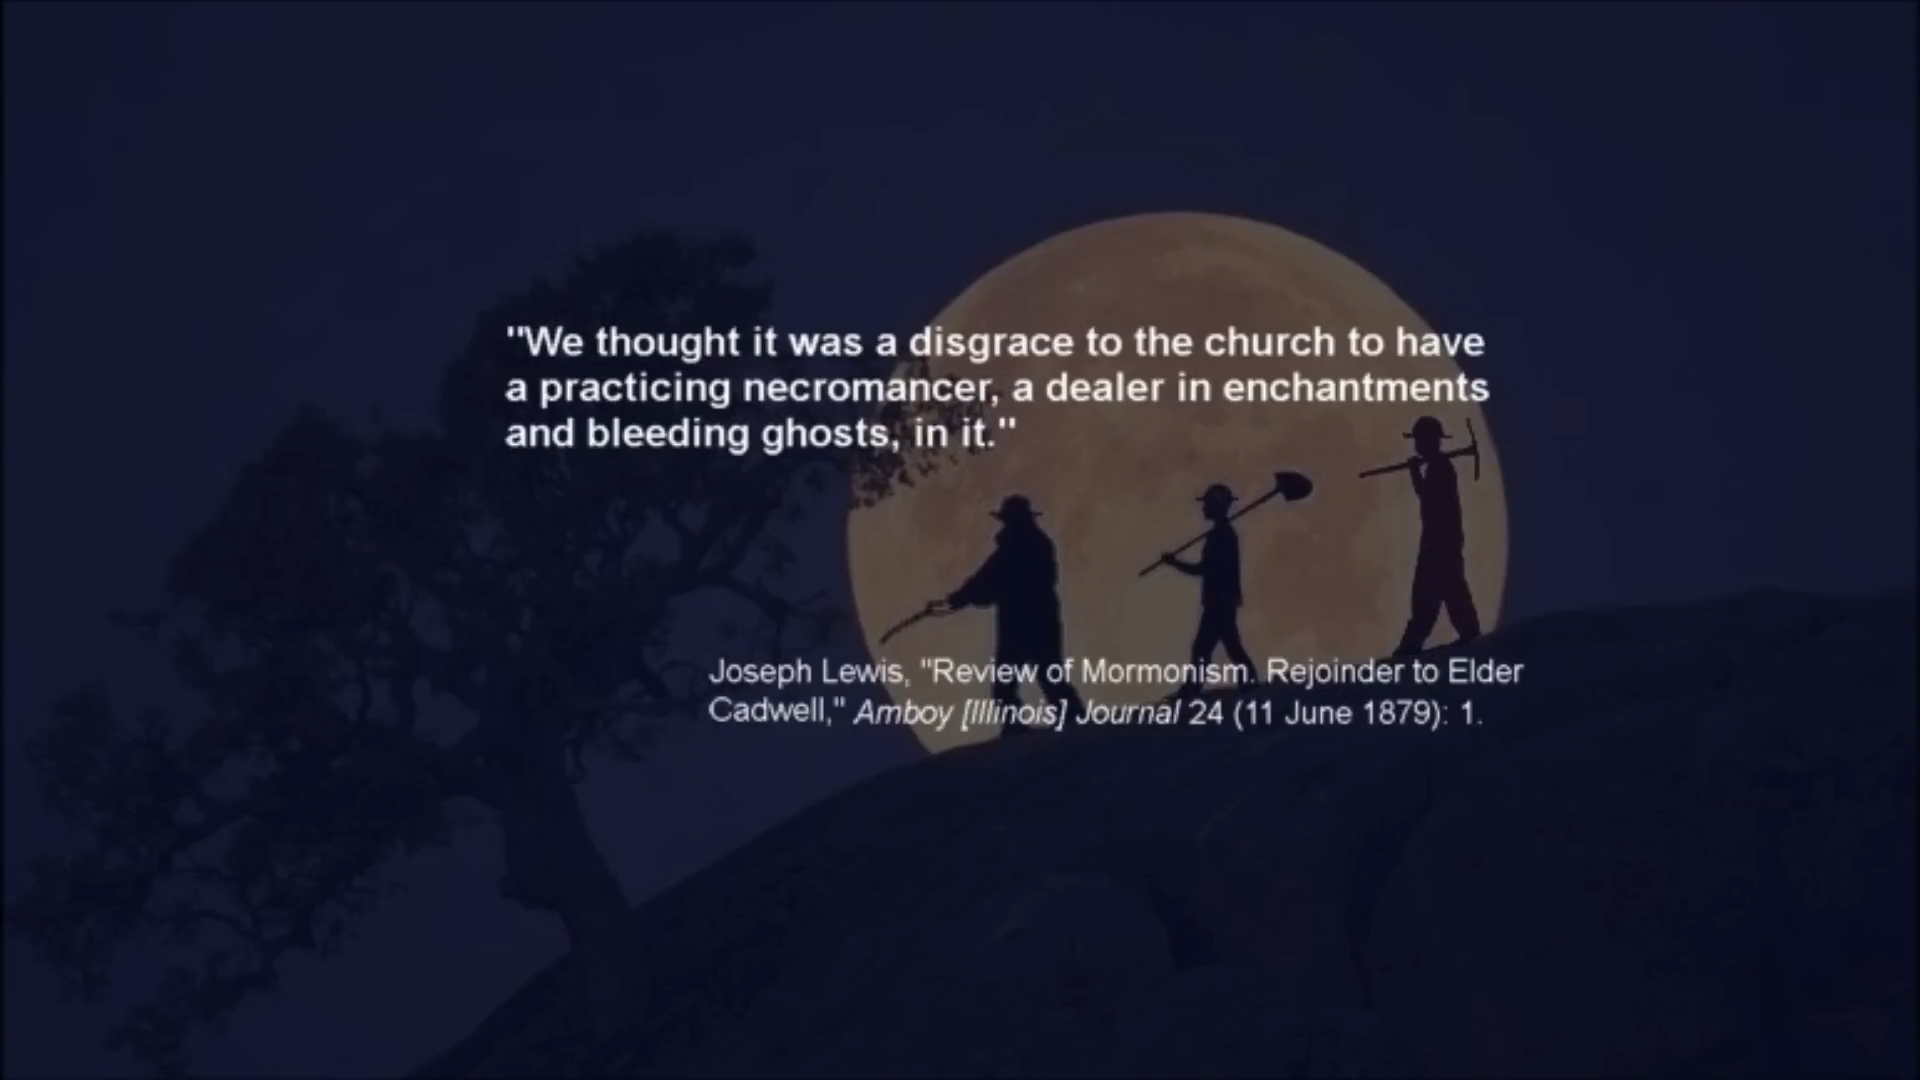 "We thought it was a disgrace to the church to have
a practicing necromancer, a dealer in enchantments
and bleeding ghosts, in it."
Joseph Lewis, "Review of Mormonism. Rejoinder to Elder
Cadwell," Amboy [Illinois] Journal 24 (11 June 1879): 1.